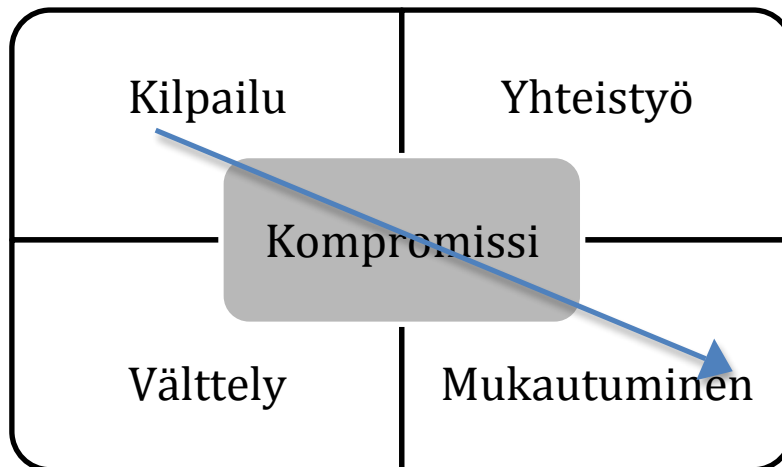 Kilpailu
Yhteistyö
Kompromissi
Välttely
Mukautuminen